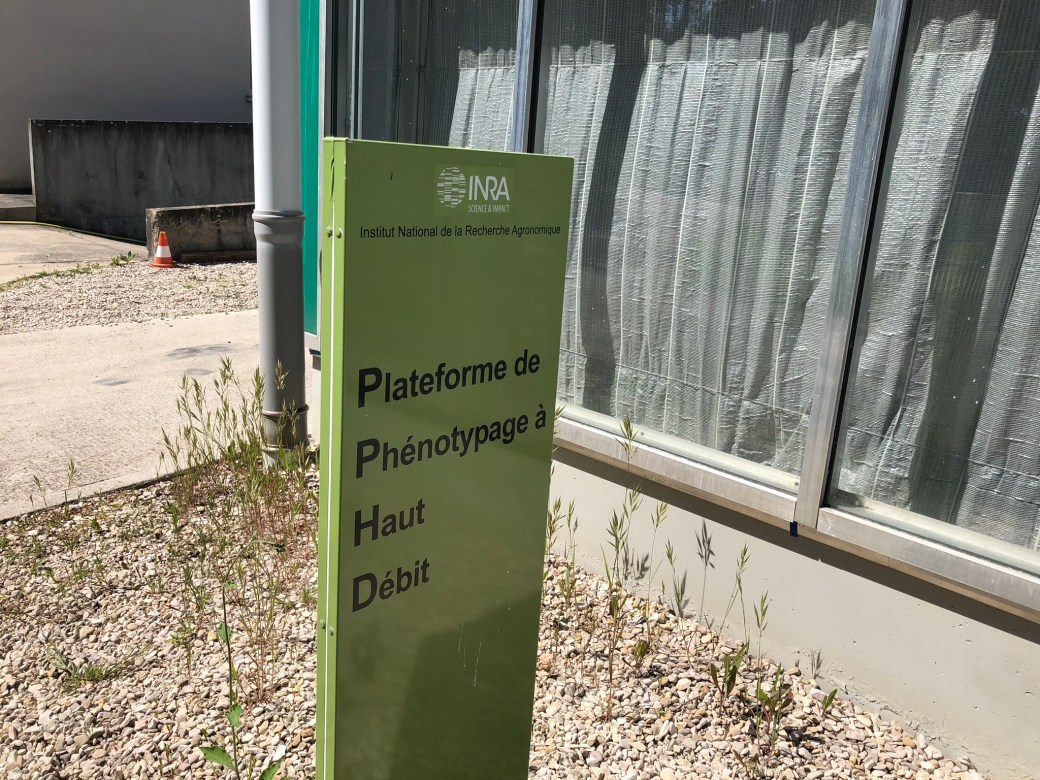 INRA
SCIENCE & IMPACT
Institut National de la Recherche Agronomique
Plateforme de
Phénotypage à
Haut
Débit